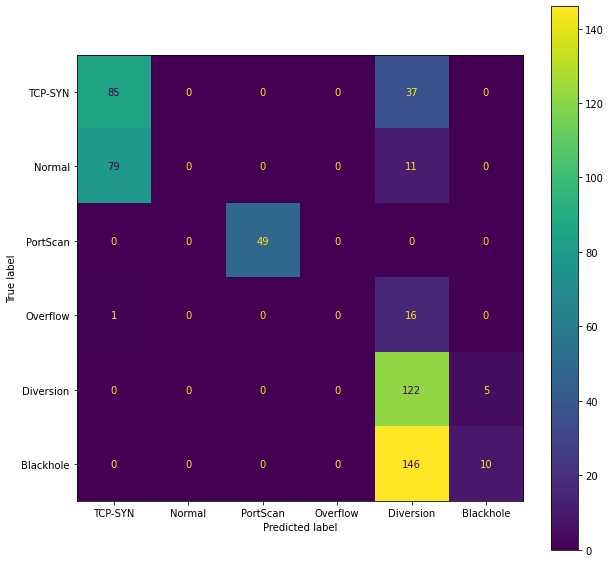 140
120
100
80
60
40
20
0
True label
TCP-SYN 85 0 0 0 37 0
Normal 79 0 0 0 11 0
PortScan 0 0 49 0 0 0
Overflow 1 0 0 0 16 0
Diversion 0 0 0 0 122 5
Blackhole 0 0 0 0 146 10
TCP-SYN Normal PortScan Overflow Diversion Blackhole
Predicted label